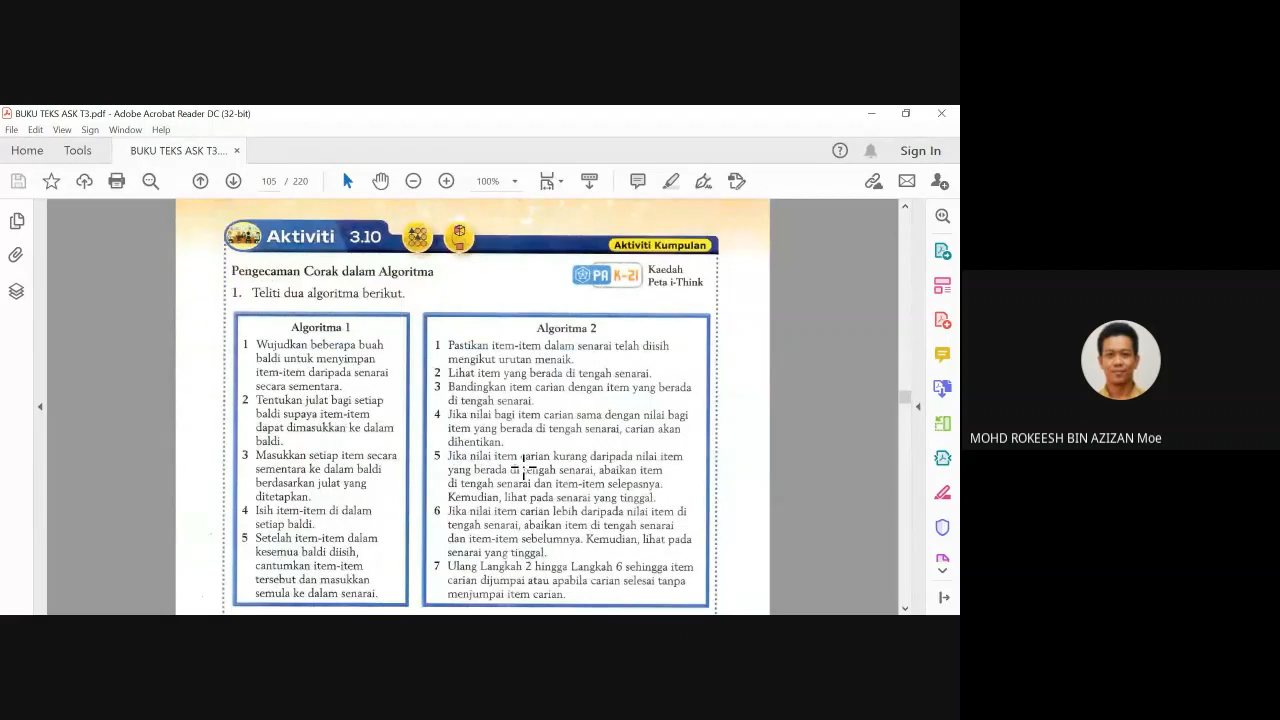 BUKU TEKS ASK T3.pdf - Adobe Acrobat Reader DC (32-bit)
File Edit View Sign Window Help
Home Tools BUKU TEKS ASK T3.... × Sign In
105 / 220 100%
Aktiviti 3.10
Aktiviti Kumpulan
Pengecaman Corak dalam Algoritma
PA K-21
Kaedah
Peta i-Think
1. Teliti dua algoritma berikut.
Algoritma 1
1 Wujudkan beberapa buah
baldi untuk menyimpan
item-item daripada senarai
secara sementara.
2 Tentukan julat bagi setiap
baldi supaya item-item
dapat dimasukkan ke dalam
baldi.
3 Masukkan setiap item secara
sementara ke dalam baldi
berdasarkan julat yang
ditetapkan.
4 Isih item-item di dalam
setiap baldi.
5 Setelah item-item dalam
kesemua baldi diisih,
cantumkan item-item
tersebut dan masukkan
semula ke dalam senarai.
Algoritma 2
1 Pastikan item-item dalam senarai telah diisih
mengikut urutan menaik.
2 Lihat item yang berada di tengah senarai.
3 Bandingkan item carian dengan item yang berada
di tengah senarai.
4 Jika nilai bagi item carian sama dengan nilai bagi
item yang berada di tengah senarai, carian akan
dihentikan.
5 Jika nilai item carian kurang daripada nilai item
yang berada di tengah senarai, abaikan item
di tengah senarai dan item-item selepasnya.
Kemudian, lihat pada senarai yang tinggal.
6 Jika nilai item carian lebih daripada nilai item di
tengah senarai, abaikan item di tengah senarai
dan item-item sebelumnya. Kemudian, lihat pada
senarai yang tinggal.
7 Ulang Langkah 2 hingga Langkah 6 sehingga item
carian dijumpai atau apabila carian selesai tanpa
menjumpai item carian.
MOHD ROKEESH BIN AZIZAN Moe